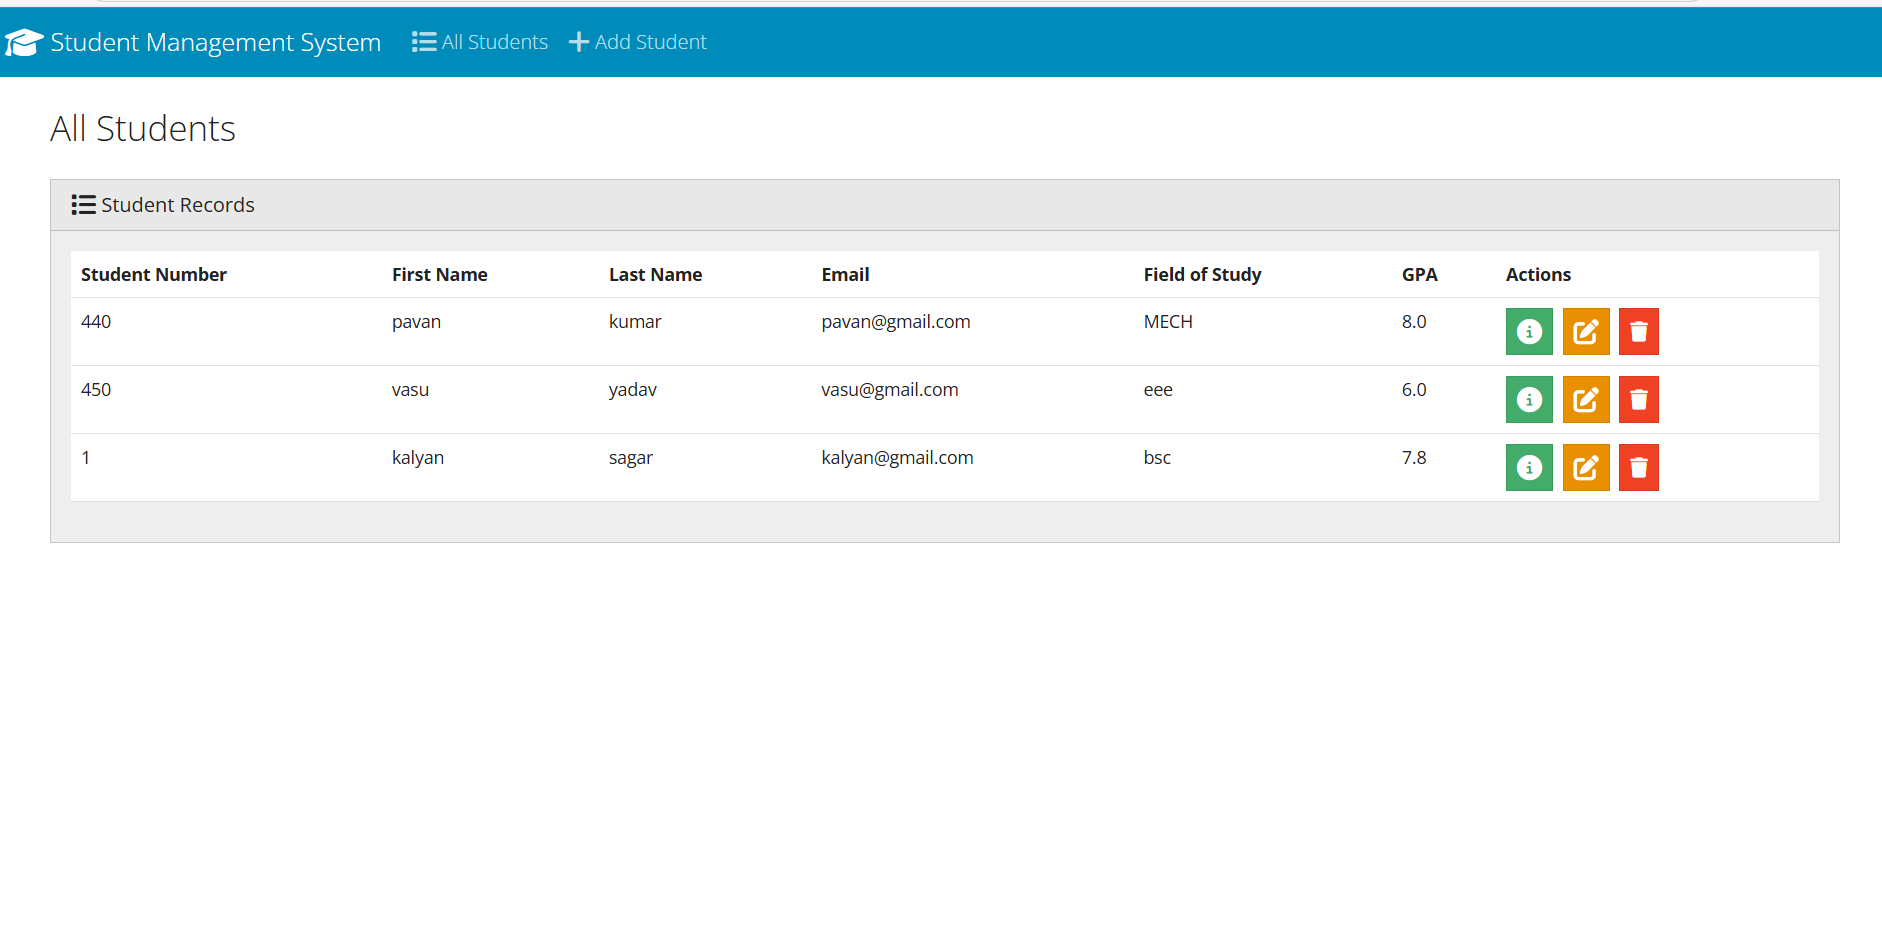 Student Management System All Students Add Student
All Students
Student Records
Student Number First Name Last Name Email Field of Study GPA Actions
440 pavan kumar pavan@gmail.com MECH 8.0
450 vasu yadav vasu@gmail.com eee 6.0
1 kalyan sagar kalyan@gmail.com bsc 7.8